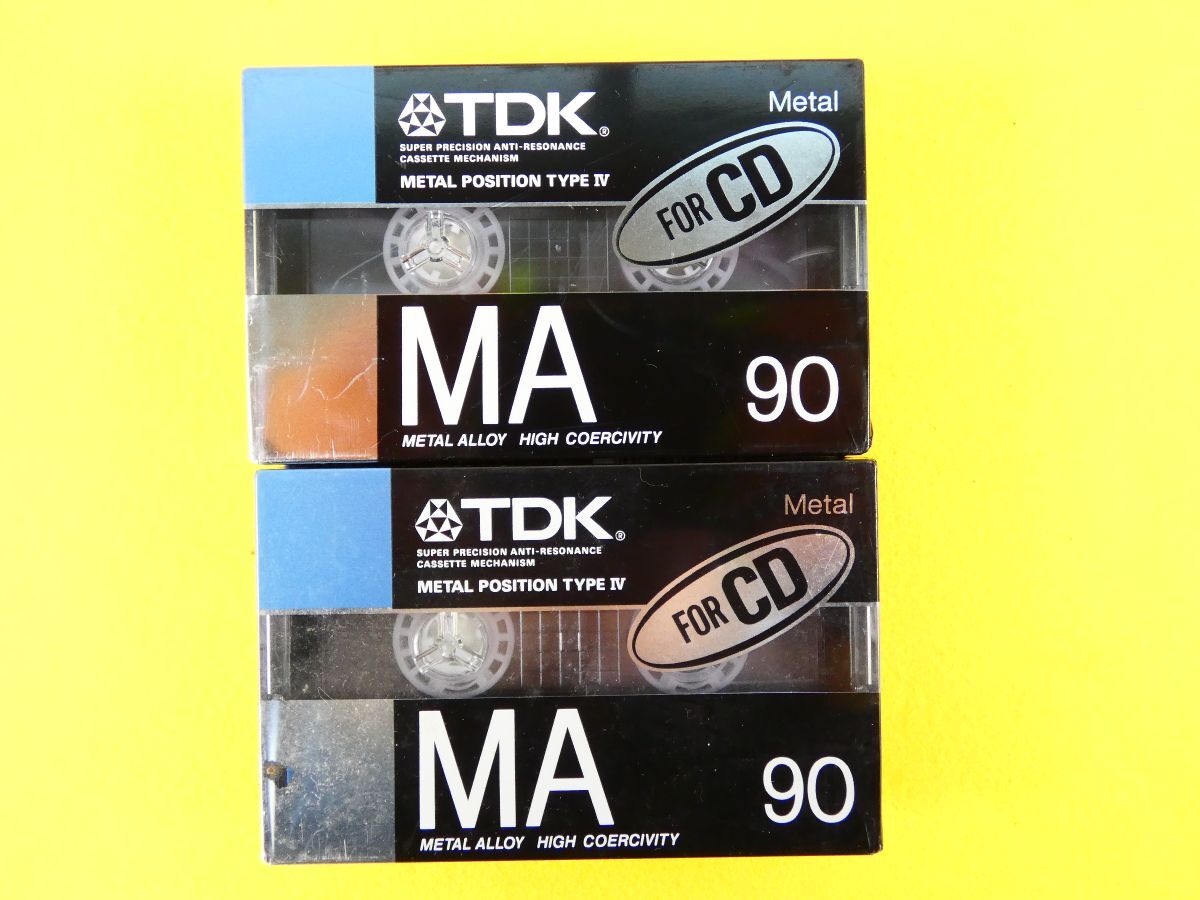 TDK®
Metal
SUPER PRECISION ANTI-RESONANCE
CASSETTE MECHANISM
METAL POSITION TYPE IV
FOR CD
MA
90
METAL ALLOY HIGH COERCIVITY
TDK®
Metal
SUPER PRECISION ANTI-RESONANCE
CASSETTE MECHANISM
METAL POSITION TYPE IV
FOR CD
MA
90
METAL ALLOY HIGH COERCIVITY